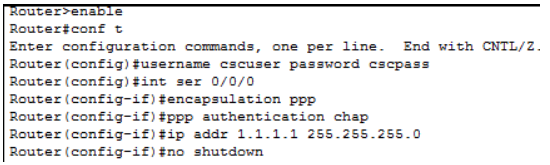 Router>enable
Router#conf t
Enter configuration commands, one per line.  End with CNTL/Z.
Router(config)#username cscuser password cscpass
Router(config)#int ser 0/0/0
Router(config-if)#encapsulation ppp
Router(config-if)#ppp authentication chap
Router(config-if)#ip addr 1.1.1.1 255.255.255.0
Router(config-if)#no shutdown